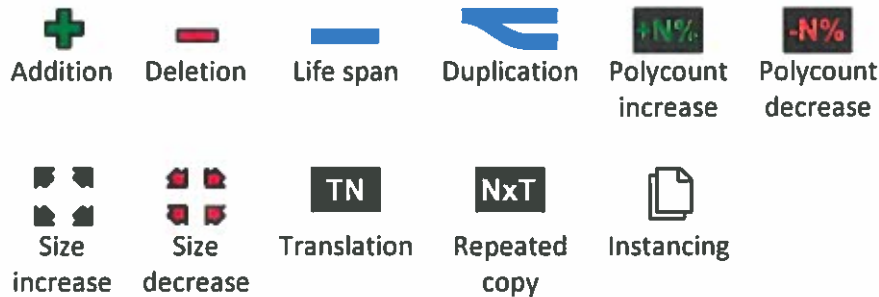 +N% -N%
Addition Deletion Life span Duplication Polycount Polycount
increase decrease
TN NxT
Size Size Translation Repeated Instancing
increase decrease copy